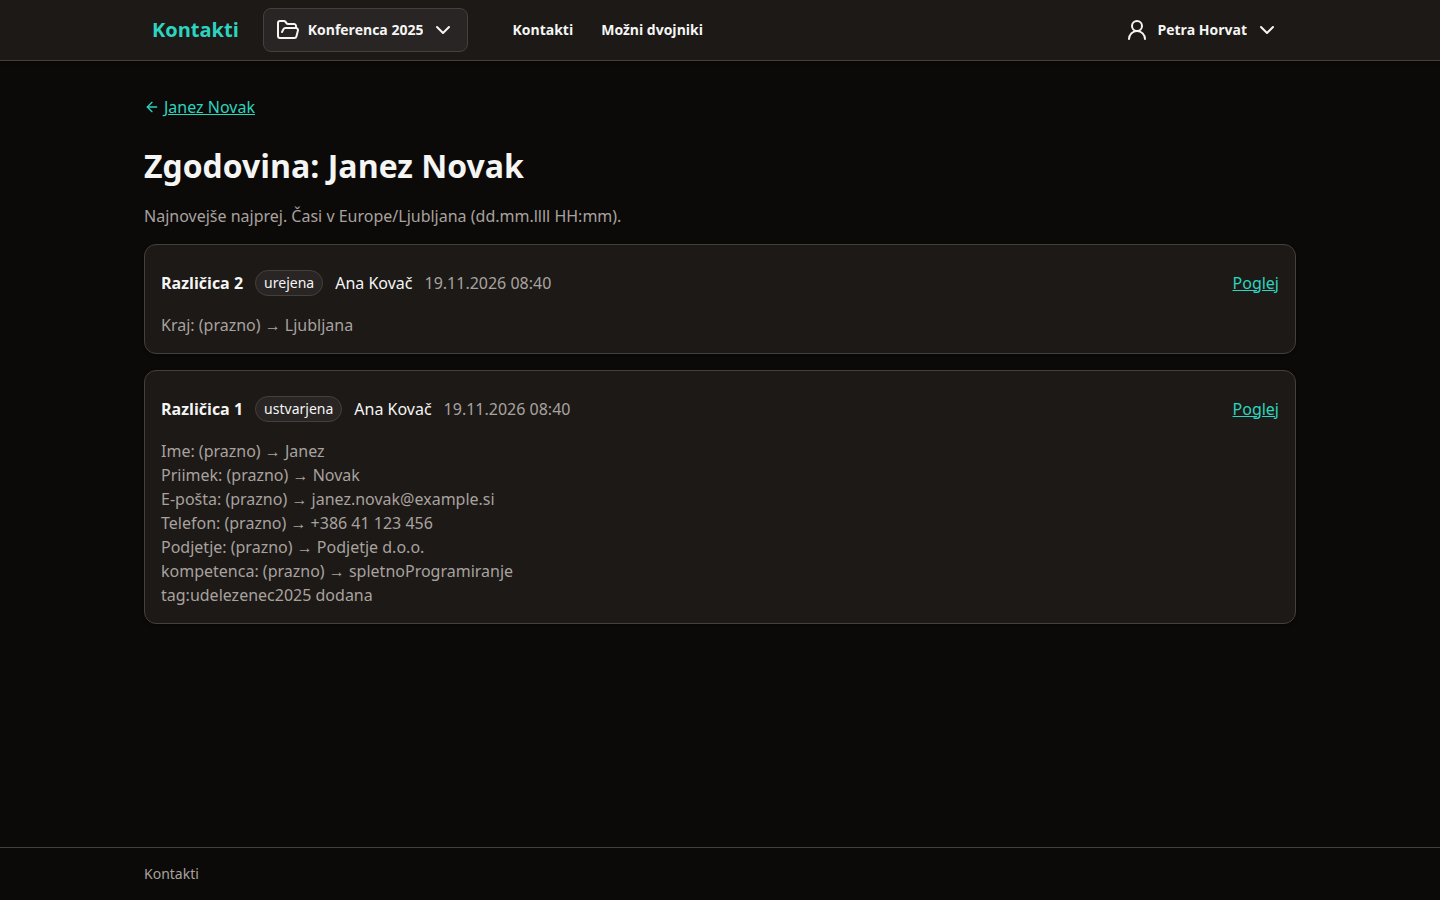 Kontakti
Konferenca 2025
Kontakti
Možni dvojniki
Petra Horvat
← Janez Novak
Zgodovina: Janez Novak
Najnovejše najprej. Časi v Europe/Ljubljana (dd.mm.llll HH:mm).
Različica 2 urejena Ana Kovač 19.11.2026 08:40 Poglej
Kraj: (prazno) → Ljubljana
Različica 1 ustvarjena Ana Kovač 19.11.2026 08:40 Poglej
Ime: (prazno) → Janez
Priimek: (prazno) → Novak
E-pošta: (prazno) → janez.novak@example.si
Telefon: (prazno) → +386 41 123 456
Podjetje: (prazno) → Podjetje d.o.o.
kompetenca: (prazno) → spletnoProgramiranje
tag:udelezenec2025 dodana
Kontakti